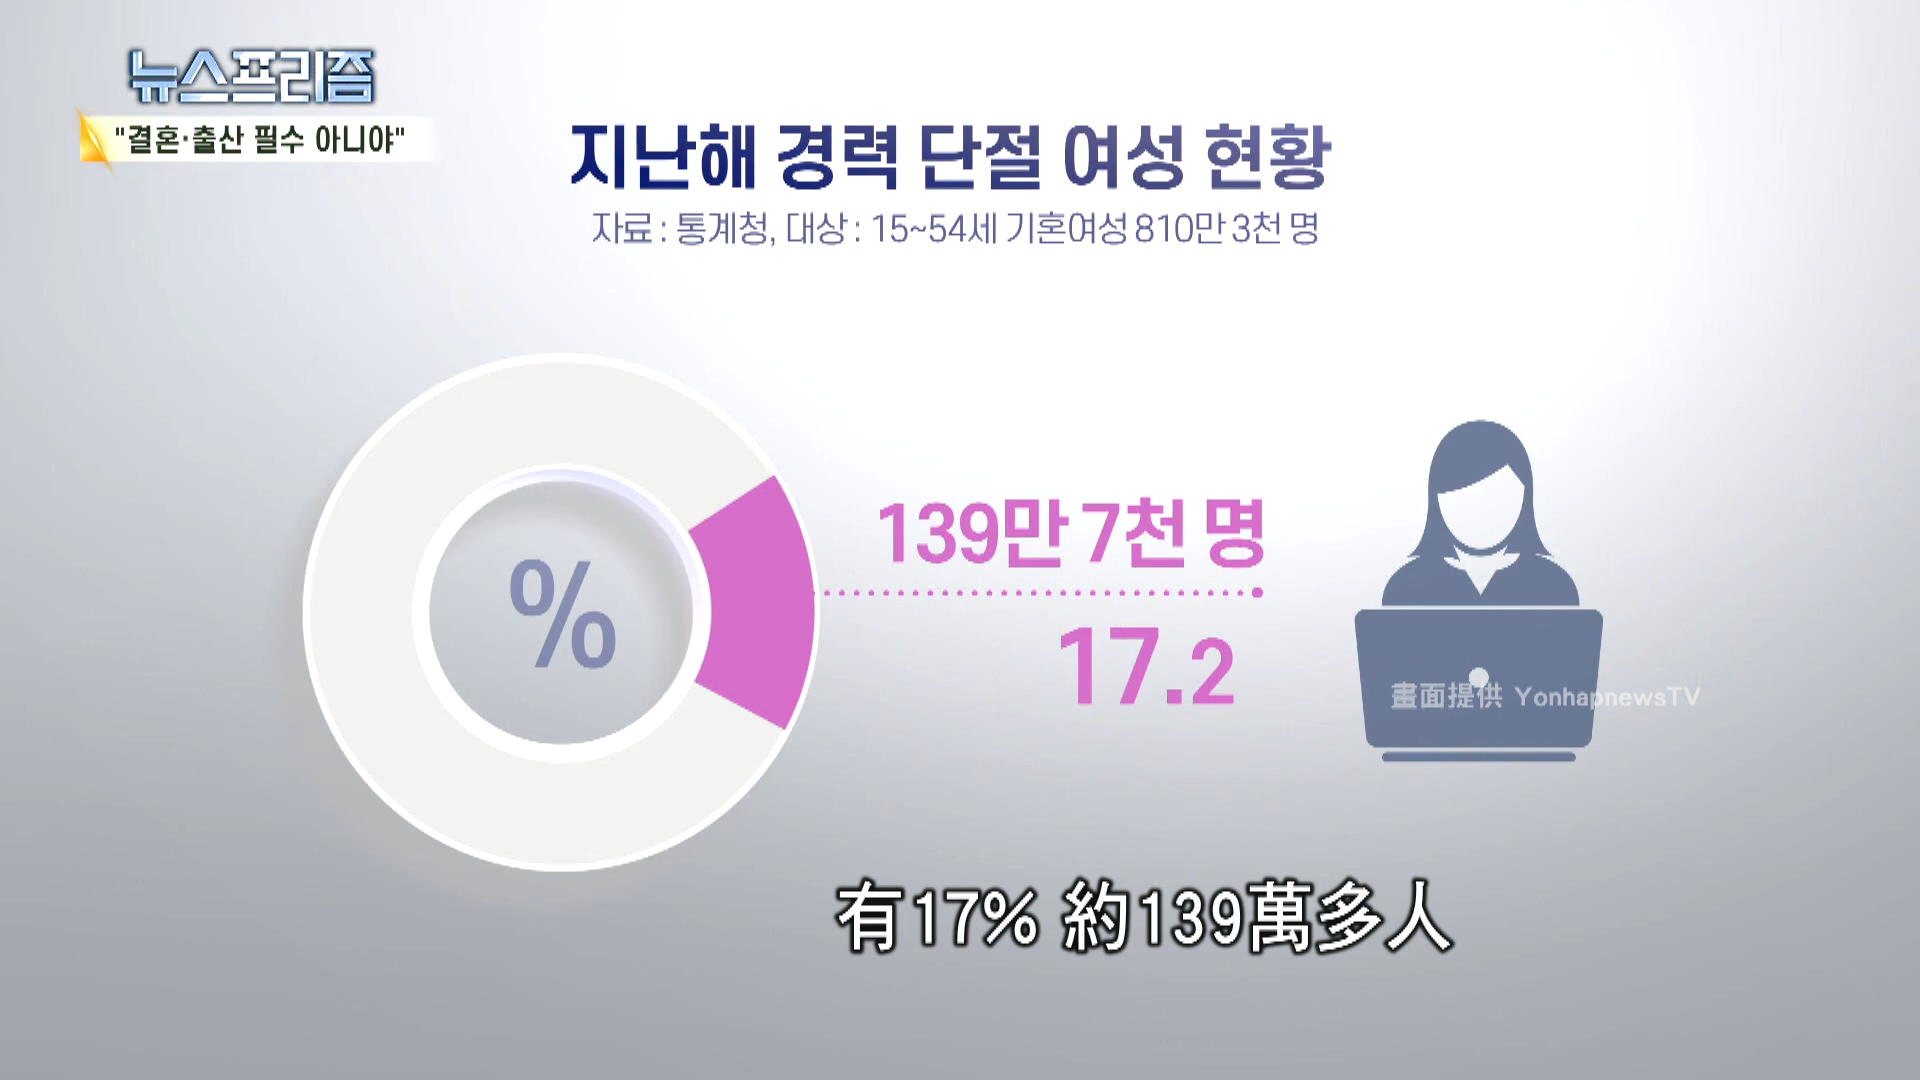 뉴스프리즘
"결혼·출산 필수 아니야"
지난해 경력 단절 여성 현황
자료 : 통계청, 대상 : 15~54세 기혼여성 810만 3천 명
%
139만 7천 명
17.2
畫面提供 YonhapnewsTV
有17% 約139萬多人